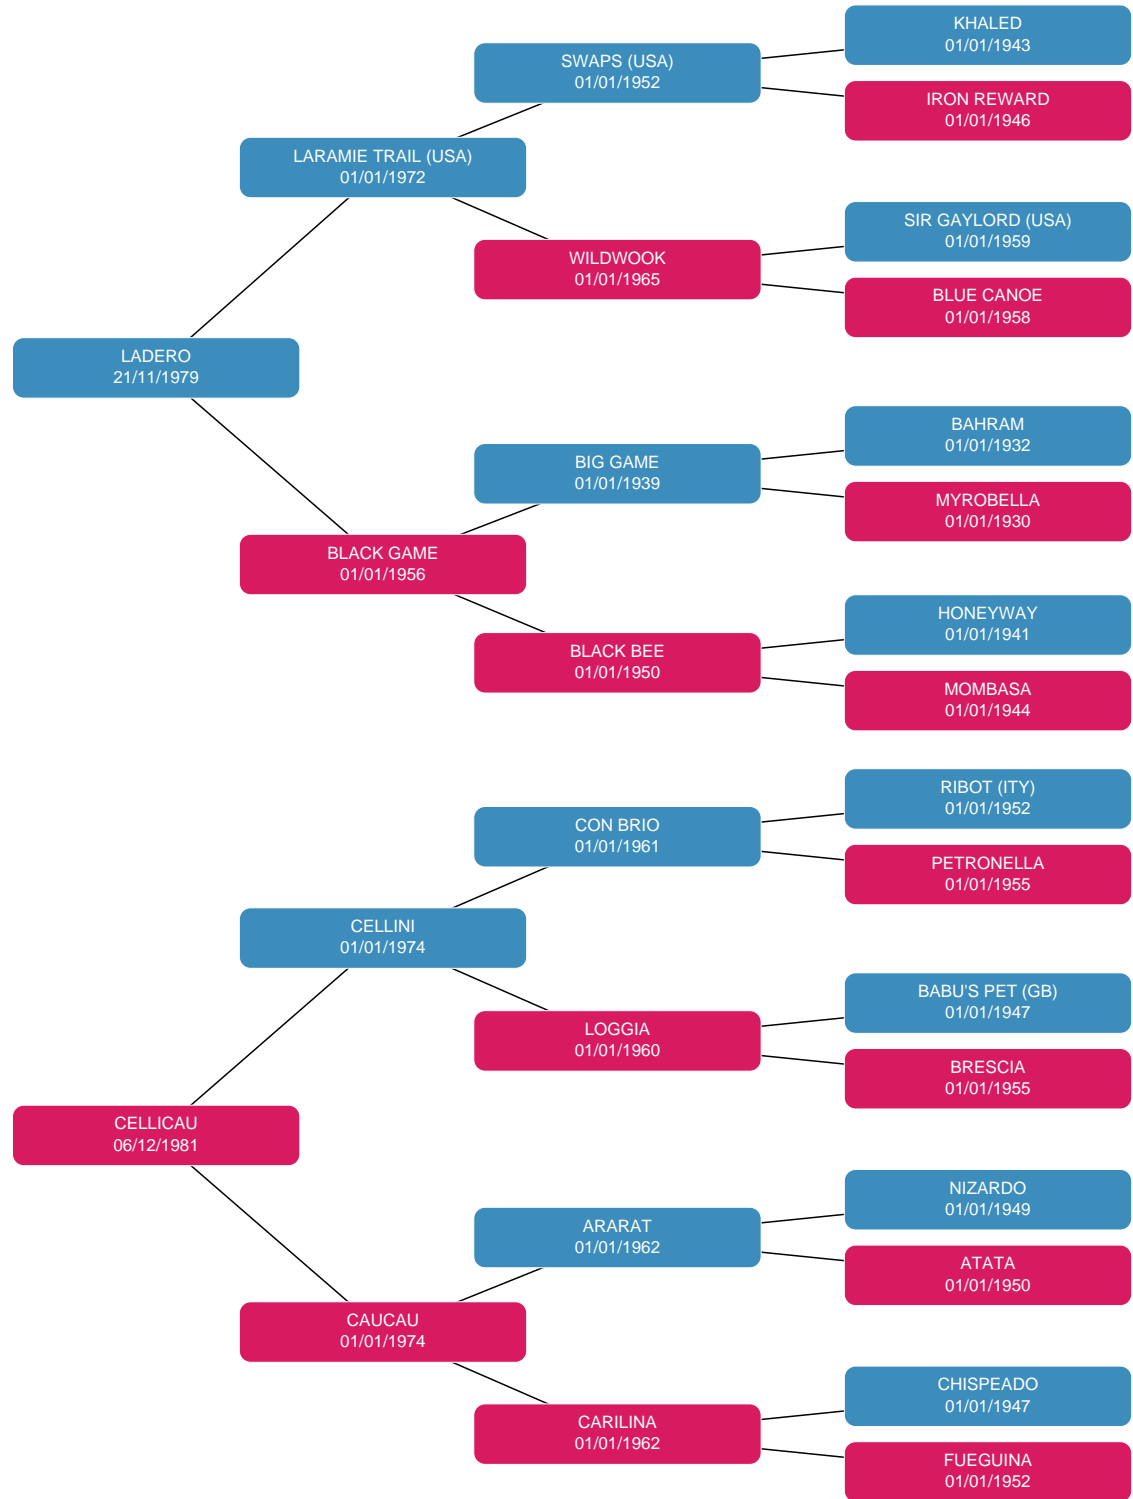 KHALED
01/01/1943
SWAPS (USA)
01/01/1952
IRON REWARD
01/01/1946
LARAMIE TRAIL (USA)
01/01/1972
SIR GAYLORD (USA)
01/01/1959
WILDWOOK
01/01/1965
BLUE CANOE
01/01/1958
LADERO
21/11/1979
BAHRAM
01/01/1932
BIG GAME
01/01/1939
MYROBELLA
01/01/1930
BLACK GAME
01/01/1956
HONEYWAY
01/01/1941
BLACK BEE
01/01/1950
MOMBASA
01/01/1944
RIBOT (ITY)
01/01/1952
CON BRIO
01/01/1961
PETRONELLA
01/01/1955
CELLINI
01/01/1974
BABU'S PET (GB)
01/01/1947
LOGGIA
01/01/1960
BRESCIA
01/01/1955
CELLICAU
06/12/1981
NIZARDO
01/01/1949
ARARAT
01/01/1962
ATATA
01/01/1950
CAUCAU
01/01/1974
CHISPEADO
01/01/1947
CARILINA
01/01/1962
FUEGUINA
01/01/1952